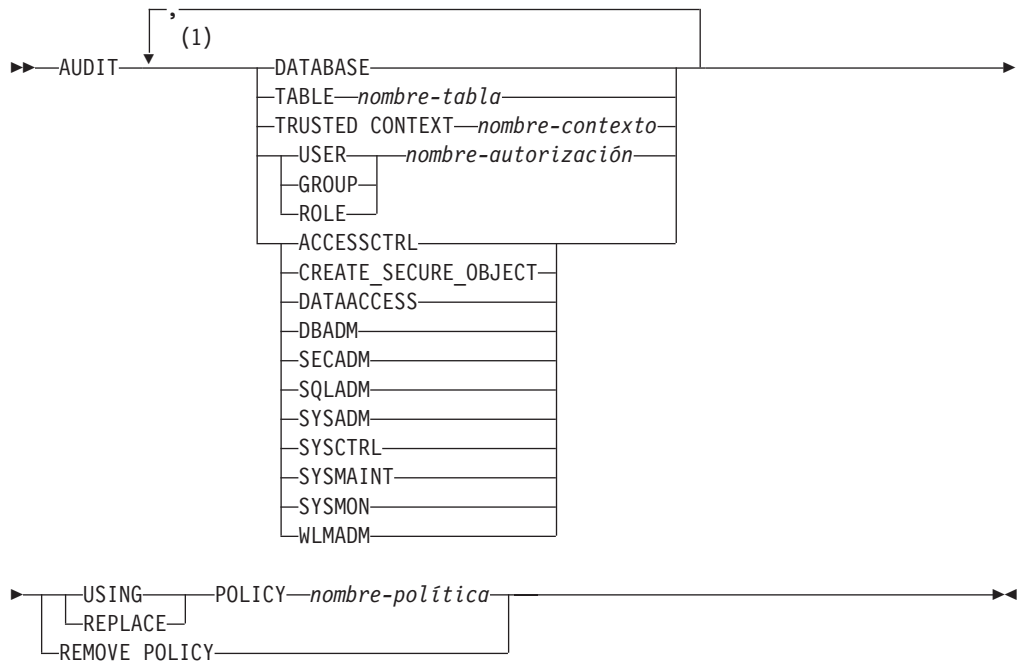 ,
(1)
AUDIT DATABASE
TABLE nombre-tabla
TRUSTED CONTEXT nombre-contexto
USER nombre-autorización
GROUP
ROLE
ACCESSCTRL
CREATE_SECURE_OBJECT
DATAACCESS
DBADM
SECADM
SQLADM
SYSADM
SYSCTRL
SYSMAINT
SYSMON
WLMADM
USING POLICY nombre-política
REPLACE
REMOVE POLICY